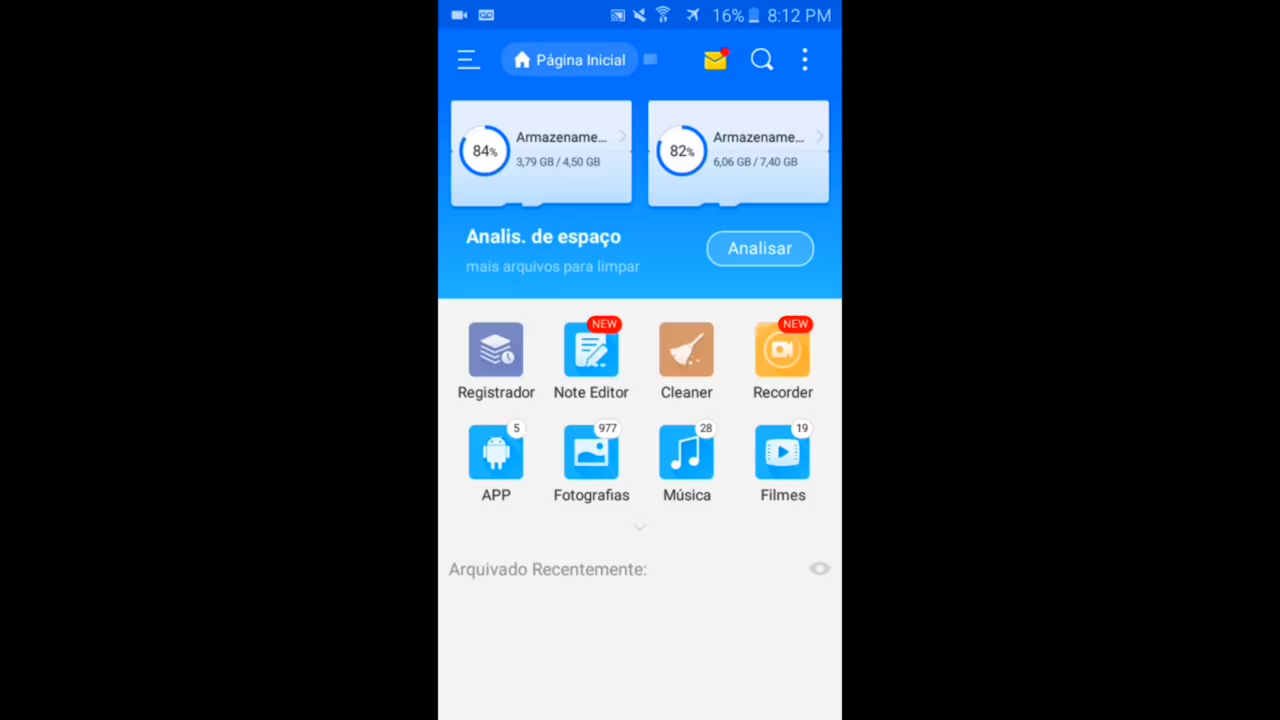 16% 8:12 PM
Página Inicial
84% Armazename... 3,79 GB / 4,50 GB
82% Armazename... 6,06 GB / 7,40 GB
Analis. de espaço
mais arquivos para limpar
Analisar
NEW NEW
Registrador Note Editor Cleaner Recorder
5 977 28 19
APP Fotografias Música Filmes
Arquivado Recentemente: